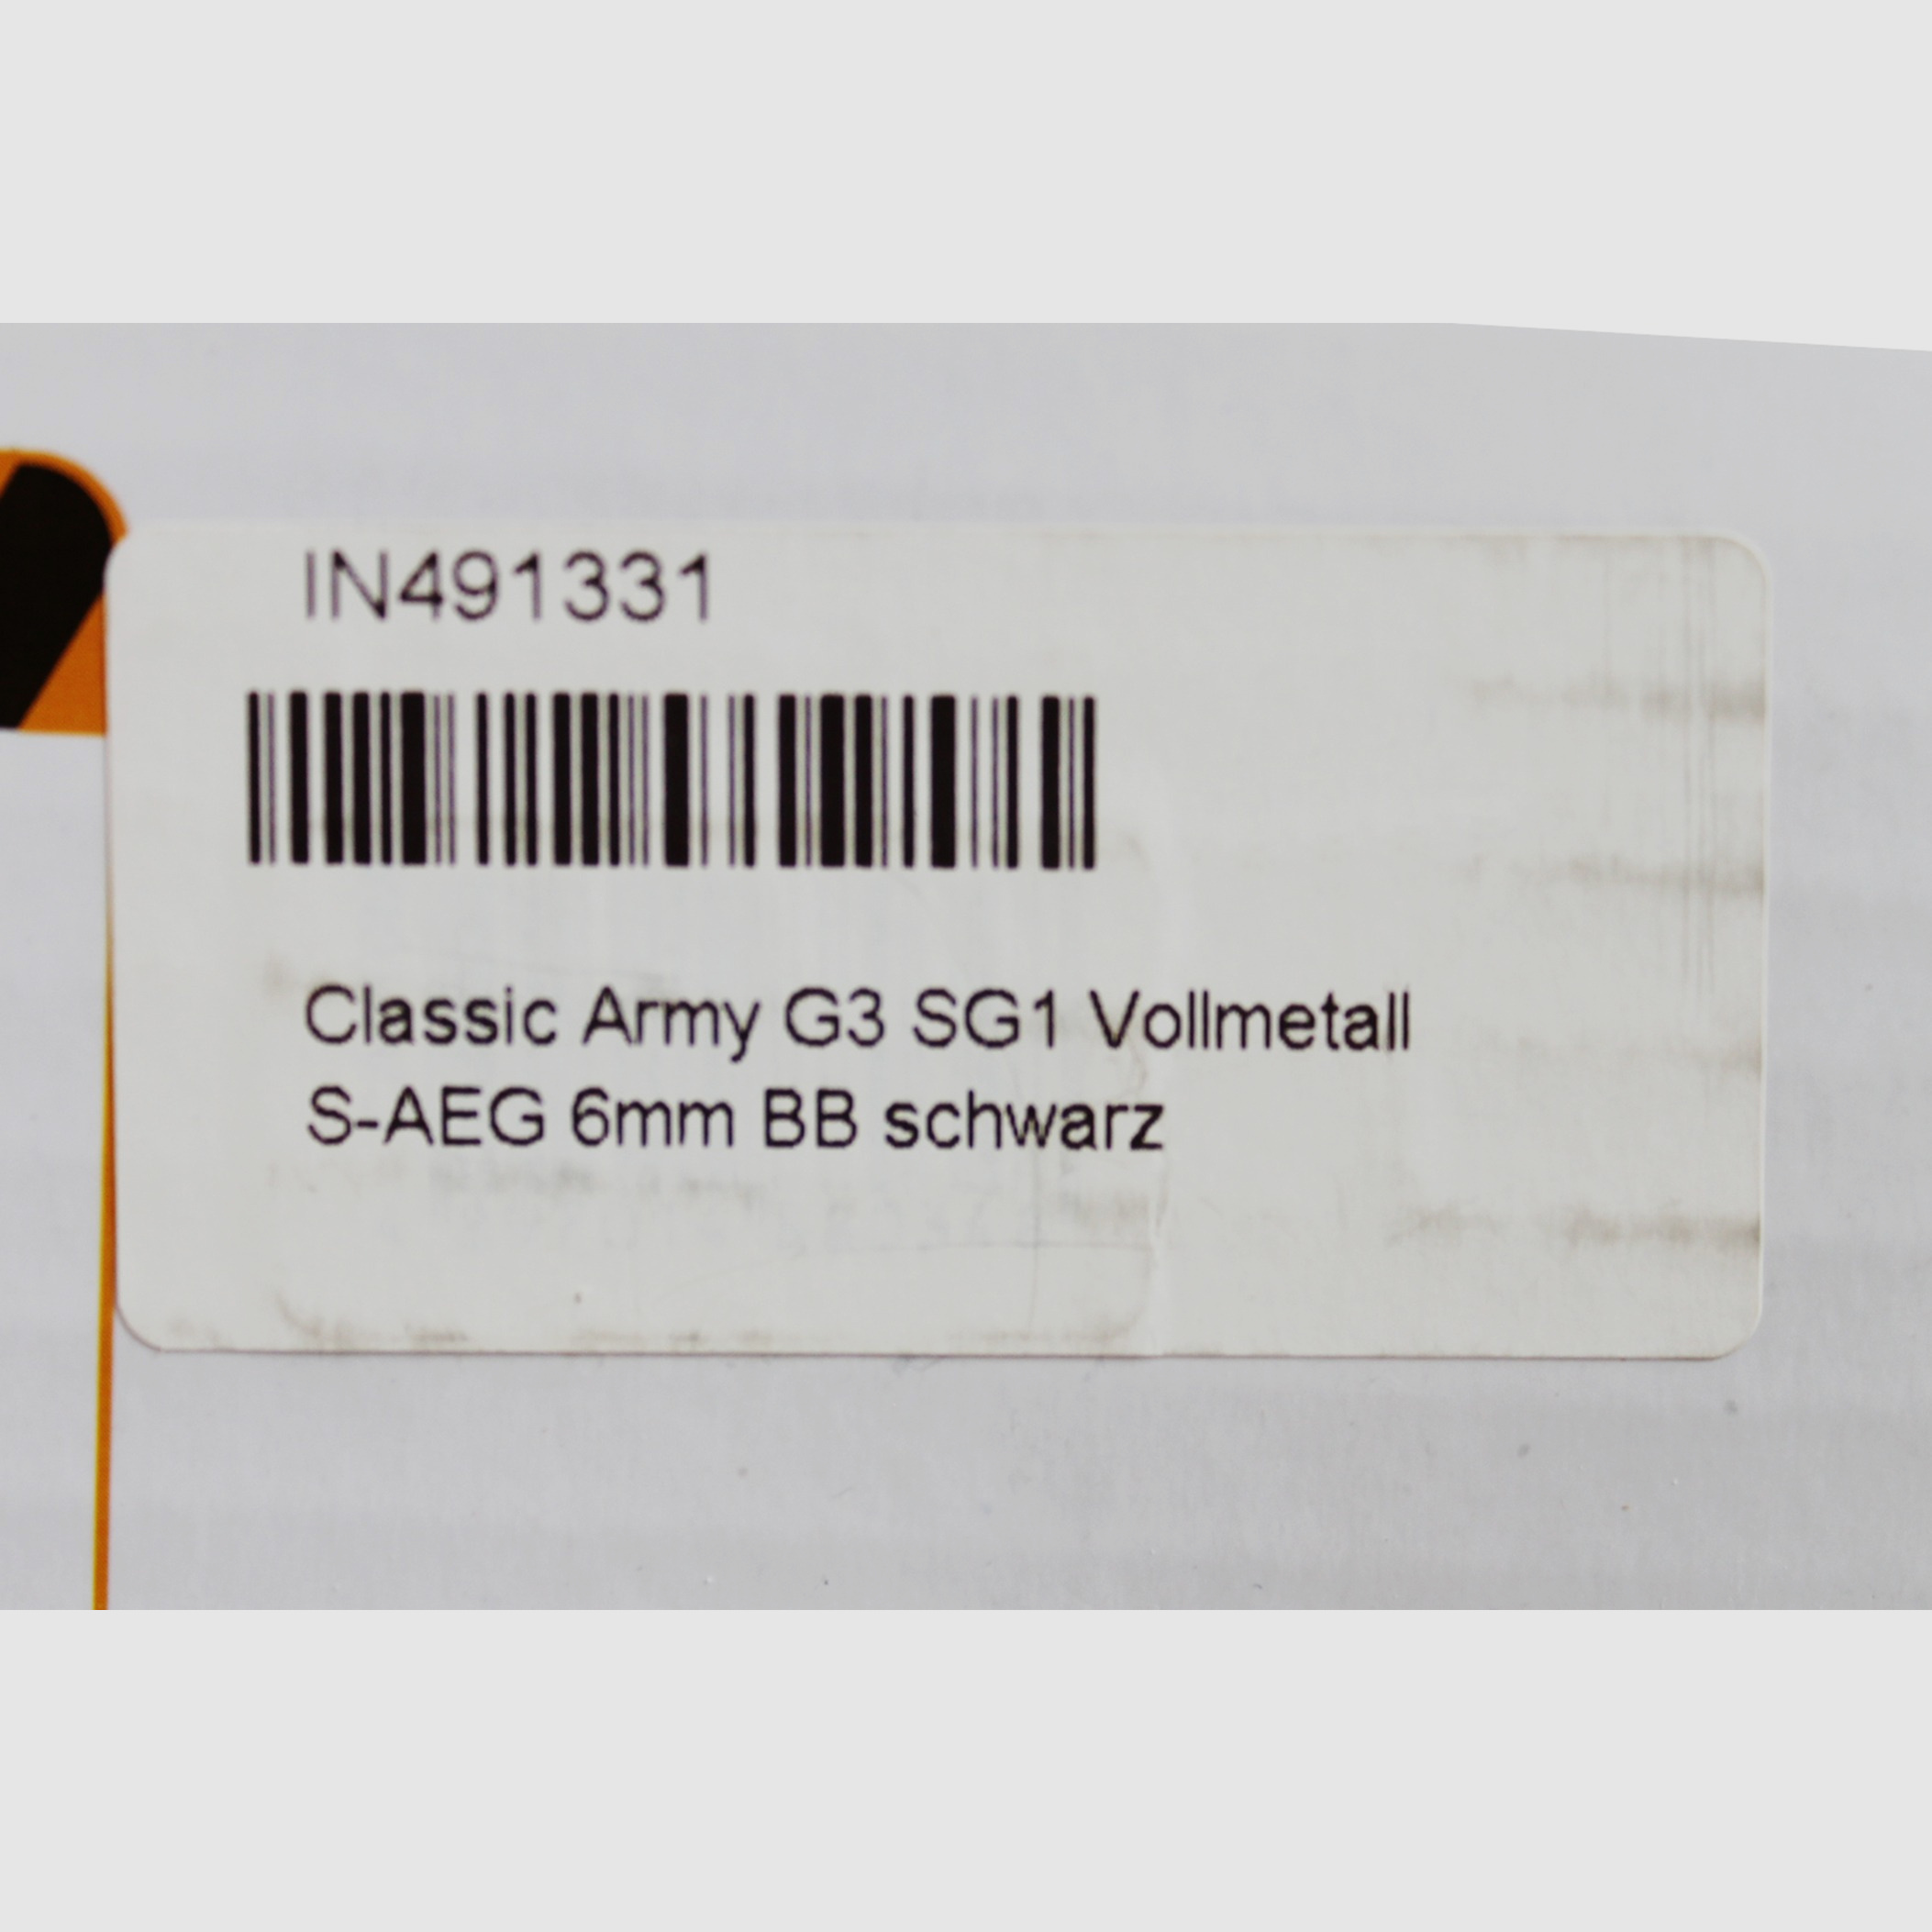 IN491331
Classic Army G3 SG1 Vollmetall
S-AEG 6mm BB schwarz